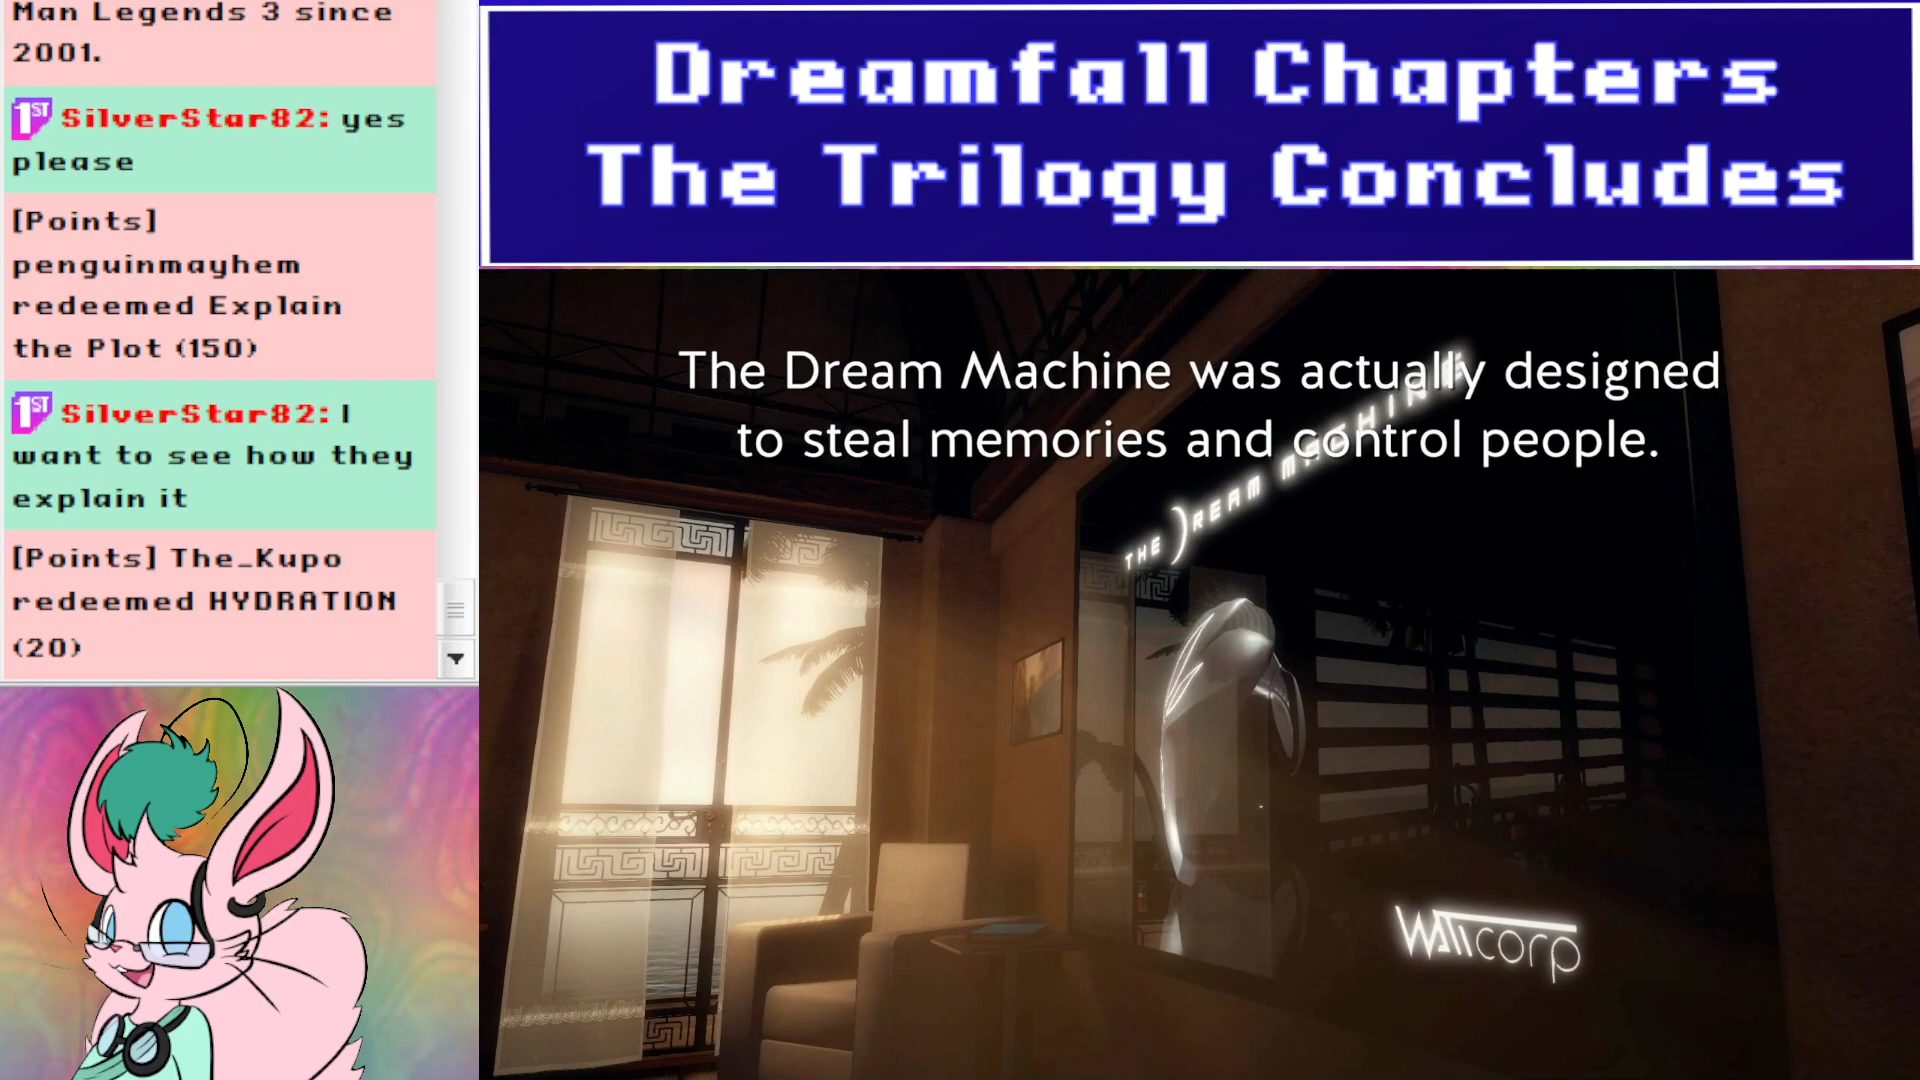 Man Legends 3 since
2001.
1ST SilverStar82: yes
please
[Points]
penguinmayhem
redeemed Explain
the Plot (150)
1ST SilverStar82: I
want to see how they
explain it
[Points] The_Kupo
redeemed HYDRATION
(20)
Dreamfall Chapters
The Trilogy Concludes
The Dream Machine was actually designed
to steal memories and control people.
THE DREAM MACHINE
WATIcorp